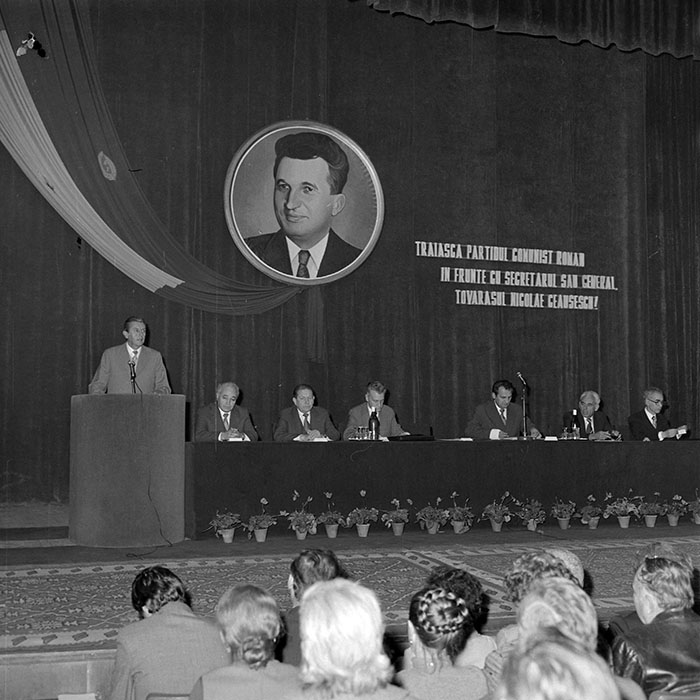 TRAIASCA PARTIDUL COMUNIST ROMAN
IN FRUNTE CU SECRETARUL SAU GENERAL
TOVARASUL NICOLAE CEAUSESCU!